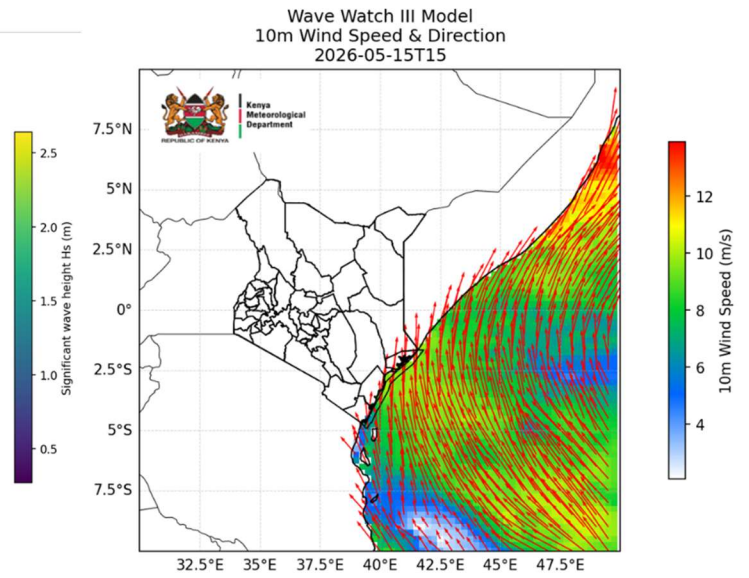 Wave Watch III Model
10m Wind Speed & Direction
2026-05-15T15
Kenya
Meteorological
Department
REPUBLIC OF KENYA
7.5°N
5°N
2.5°N
0°
2.5°S
5°S
7.5°S
32.5°E 35°E 37.5°E 40°E 42.5°E 45°E 47.5°E
2.5
2.0
1.5
1.0
0.5
Significant wave height Hs (m)
12
10
8
6
4
10m Wind Speed (m/s)